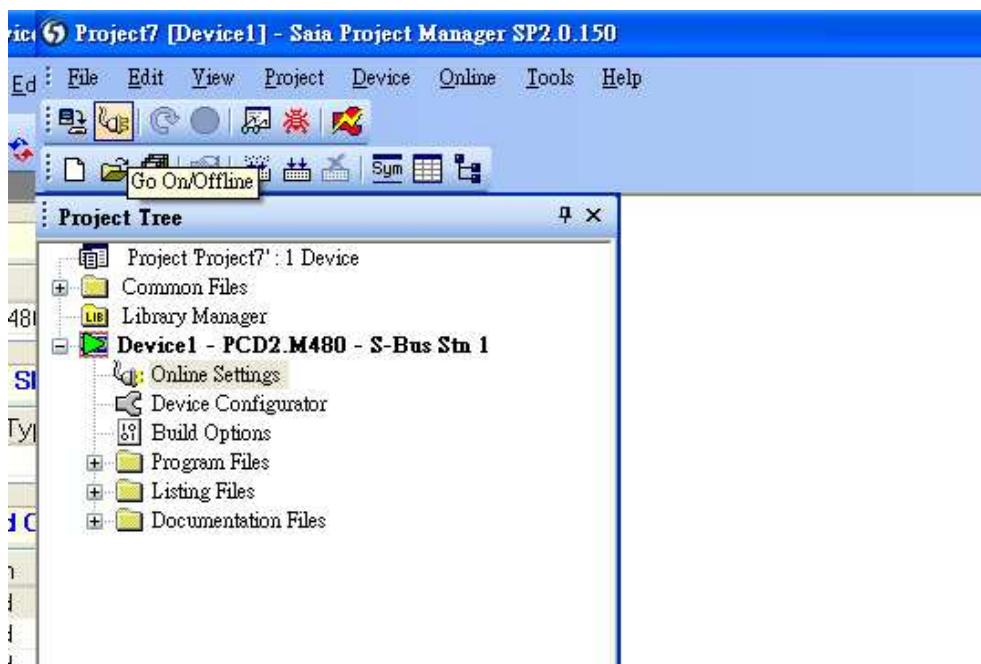 Project7 [Device1] - Saia Project Manager SP2.0.150
Ed
File Edit View Project Device Online Tools Help
Sym
Go On/Offline
Project Tree
Project 'Project7' : 1 Device
Common Files
LIB Library Manager
Device1 - PCD2.M480 - S-Bus Stn 1
Online Settings
Device Configurator
Build Options
Program Files
Listing Files
Documentation Files